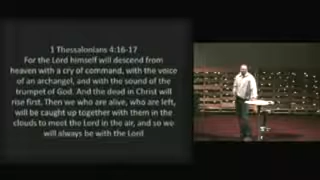 1 Thessalonians 4:16-17
For the Lord himself will descend from
heaven with a cry of command, with the voice
of an archangel, and with the sound of the
trumpet of God. And the dead in Christ will
rise first. Then we who are alive, who are left,
will be caught up together with them in the
clouds to meet the Lord in the air, and so we
will always be with the Lord